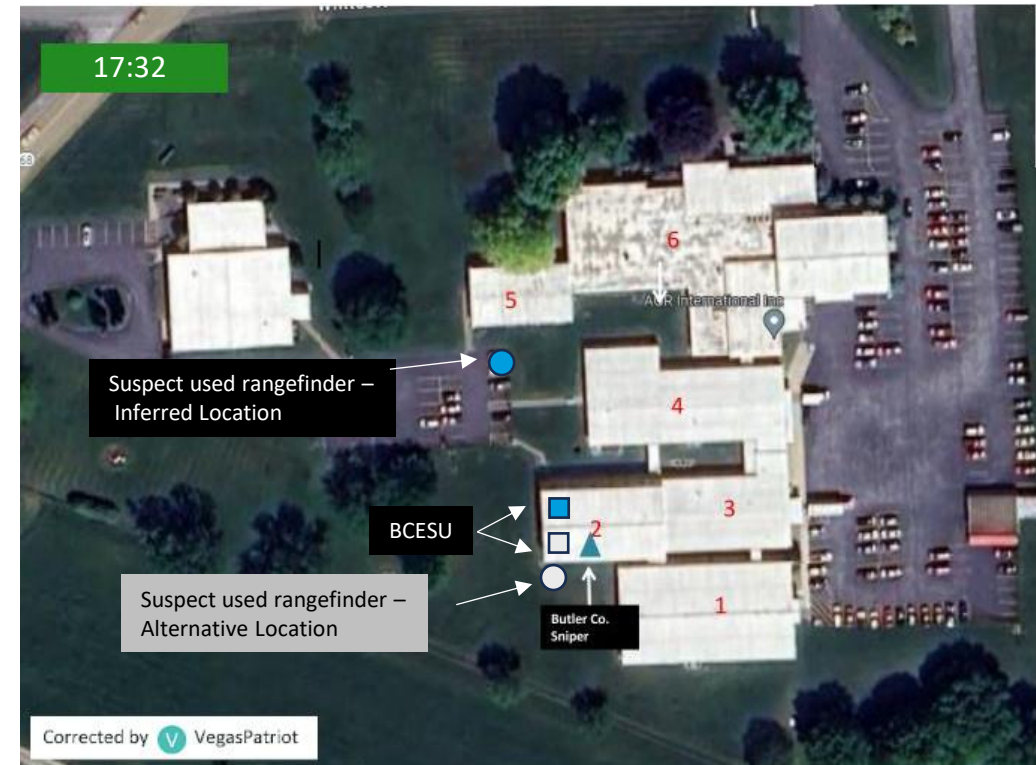 17:32
68
6
5
AGR International Inc
Suspect used rangefinder –
Inferred Location
4
3
BCESU
2
Suspect used rangefinder –
Alternative Location
1
Butler Co.
Sniper
Corrected by V VegasPatriot